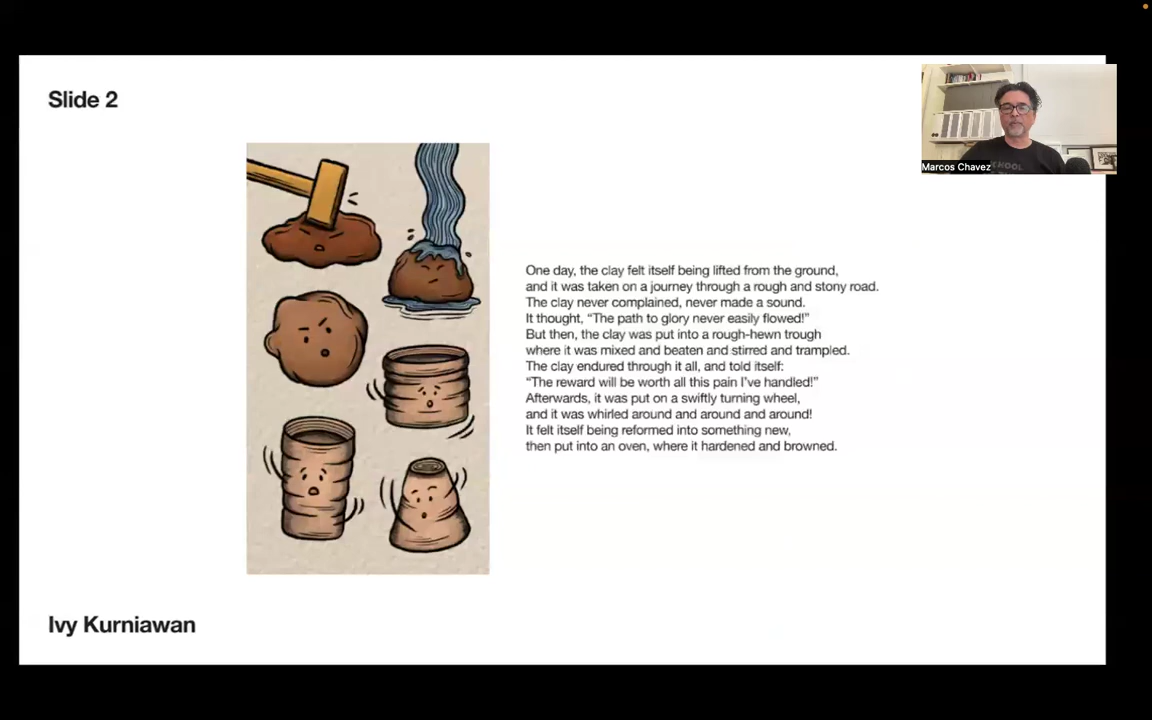 Slide 2
Marcos Chavez
One day, the clay felt itself being lifted from the ground,
and it was taken on a journey through a rough and stony road.
The clay never complained, never made a sound.
It thought, “The path to glory never easily flowed!”
But then, the clay was put into a rough-hewn trough
where it was mixed and beaten and stirred and trampled.
The clay endured through it all, and told itself:
“The reward will be worth all this pain I’ve handled!”
Afterwards, it was put on a swiftly turning wheel,
and it was whirled around and around and around!
It felt itself being reformed into something new,
then put into an oven, where it hardened and browned.
Ivy Kurniawan